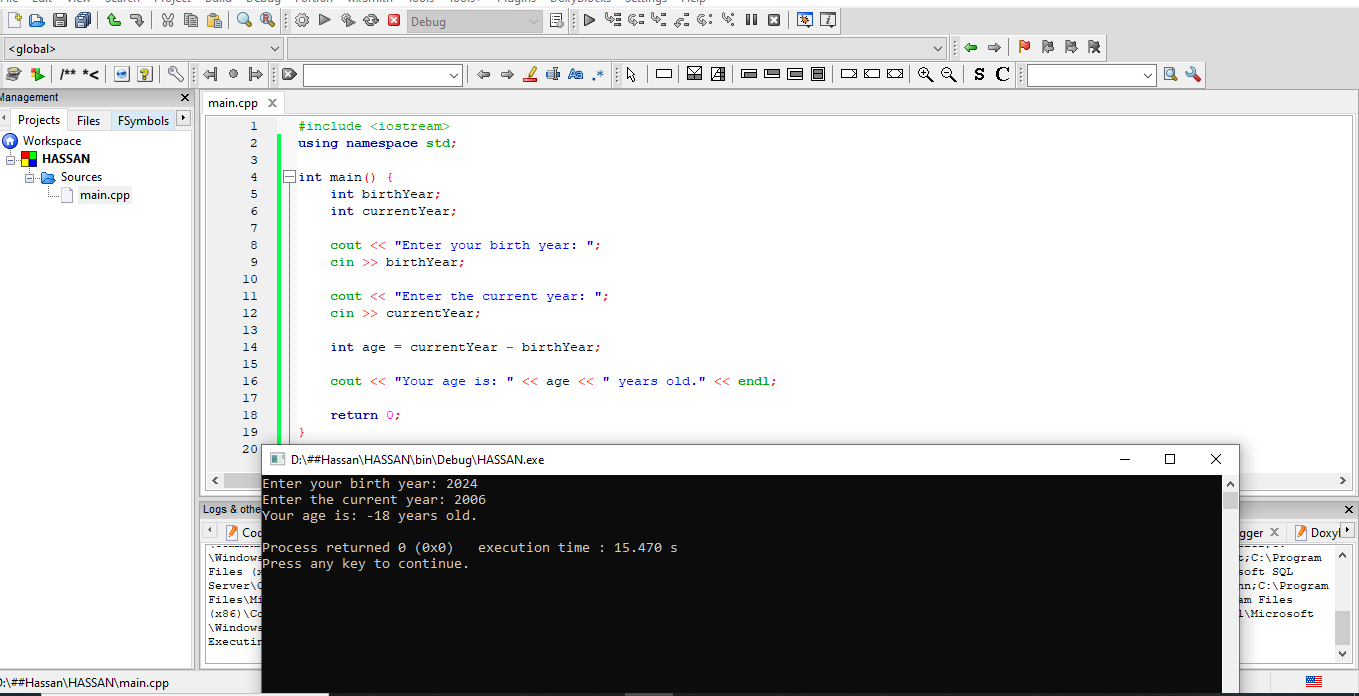 File Edit View Search Project Build Debug Fortran wxSmith Tools Tools+ Plugins DoxyBlocks Settings Help
Debug
<global>
/** *<
S C
Management
Projects Files FSymbols
Workspace
HASSAN
Sources
main.cpp
main.cpp
1 #include <iostream>
2 using namespace std;
3
4 int main() {
5 int birthYear;
6 int currentYear;
7
8 cout << "Enter your birth year: ";
9 cin >> birthYear;
10
11 cout << "Enter the current year: ";
12 cin >> currentYear;
13
14 int age = currentYear - birthYear;
15
16 cout << "Your age is: " << age << " years old." << endl;
17
18 return 0;
19 }
20
D:\##Hassan\HASSAN\bin\Debug\HASSAN.exe
Enter your birth year: 2024
Enter the current year: 2006
Your age is: -18 years old.
Process returned 0 (0x0) execution time : 15.470 s
Press any key to continue.
Logs & othe
Coc
gger Doxyl
\Windows
Files (x
Server\C
Files\Mi
(x86)\Co
\Windows
Executin
t;C:\Program
soft SQL
nn;C:\Program
am Files
l\Microsoft
D:\##Hassan\HASSAN\main.cpp